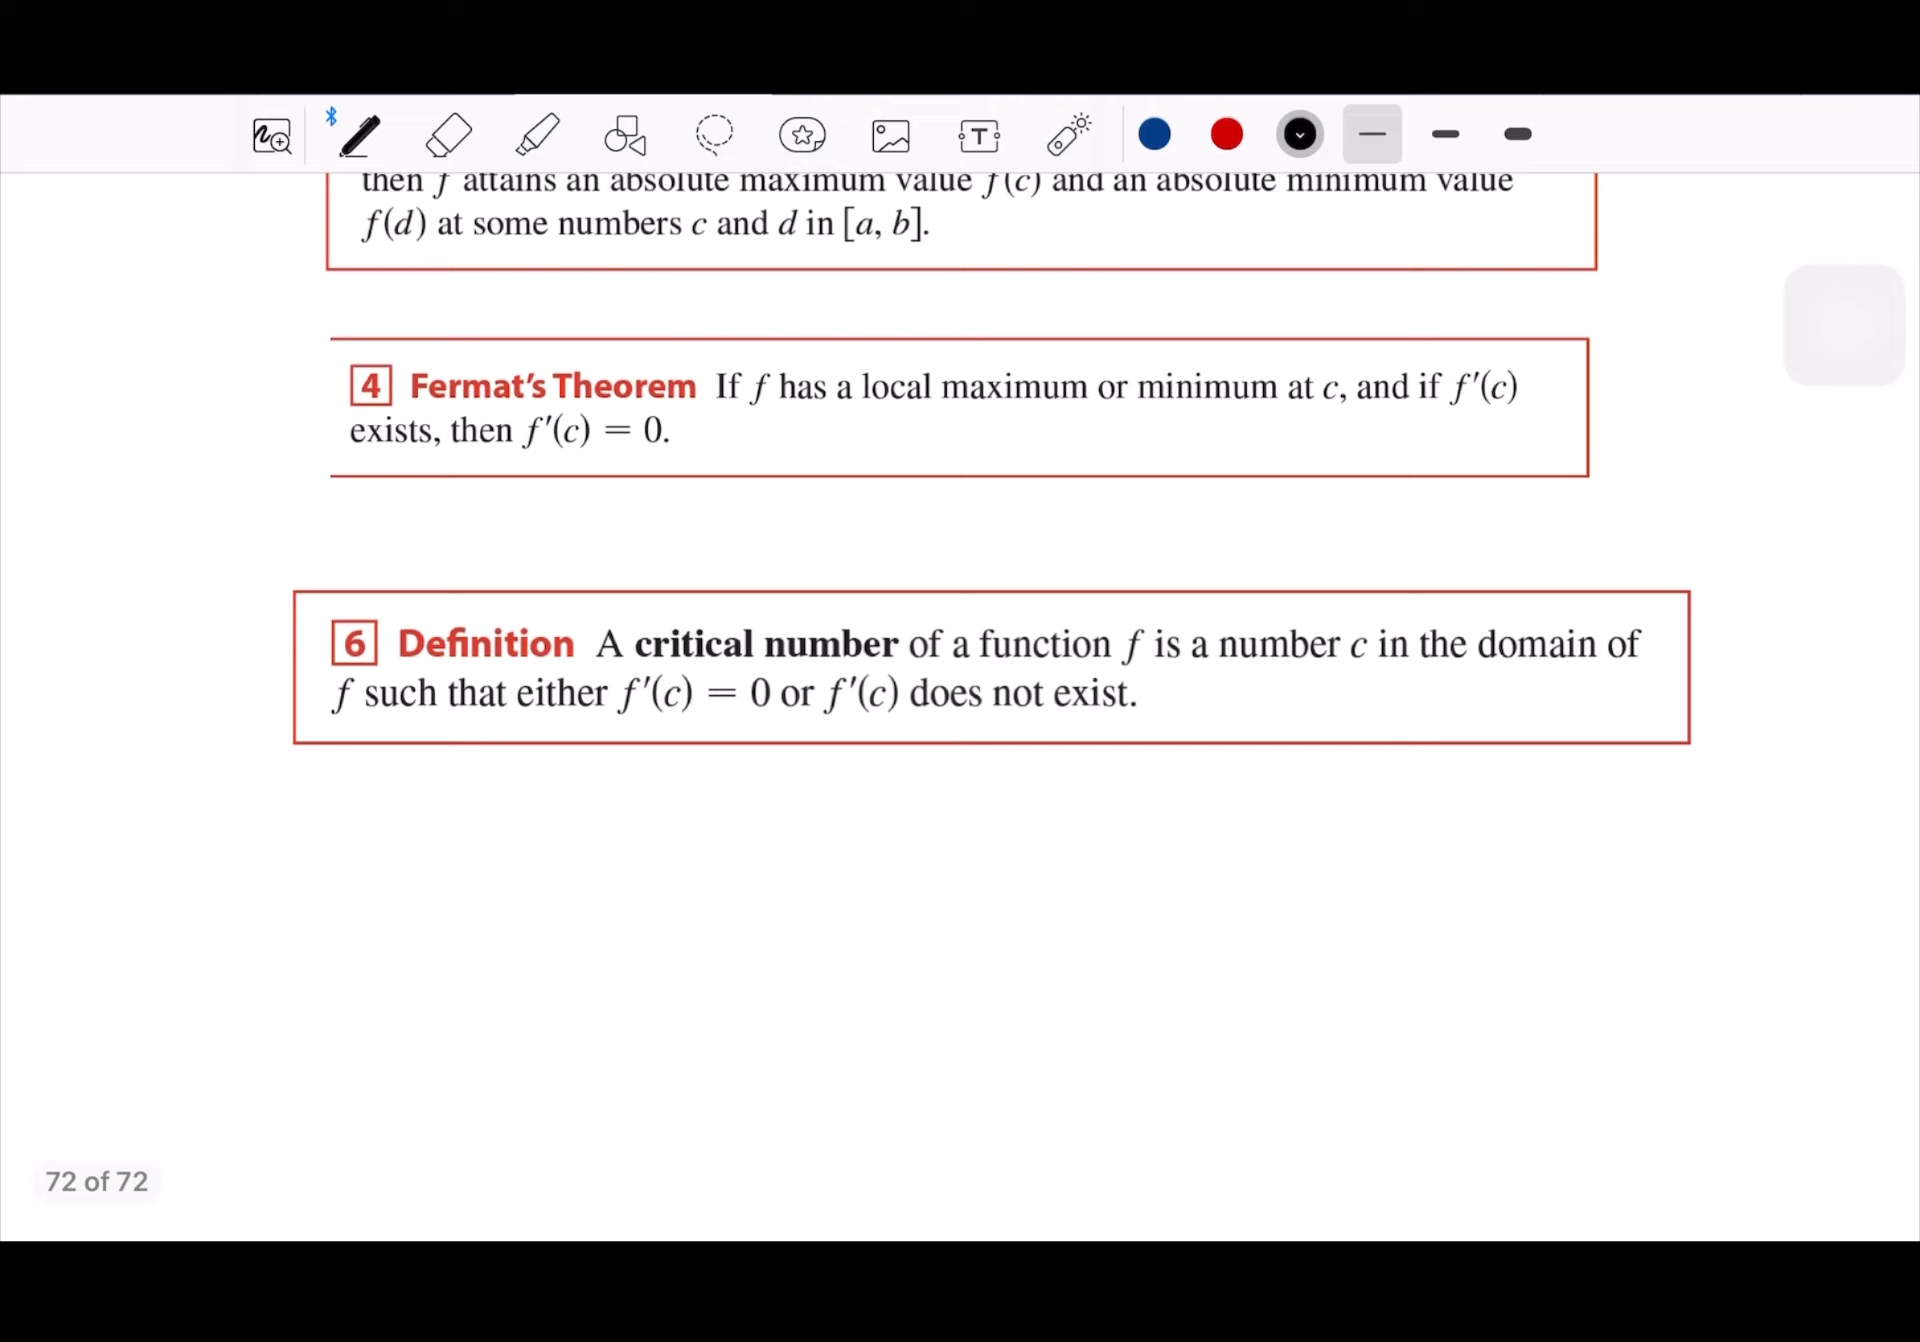 then f attains an absolute maximum value f(c) and an absolute minimum value
f(d) at some numbers c and d in [a, b].
4 Fermat's Theorem If f has a local maximum or minimum at c, and if f′(c)
exists, then f′(c) = 0.
6 Definition A critical number of a function f is a number c in the domain of
f such that either f′(c) = 0 or f′(c) does not exist.
72 of 72